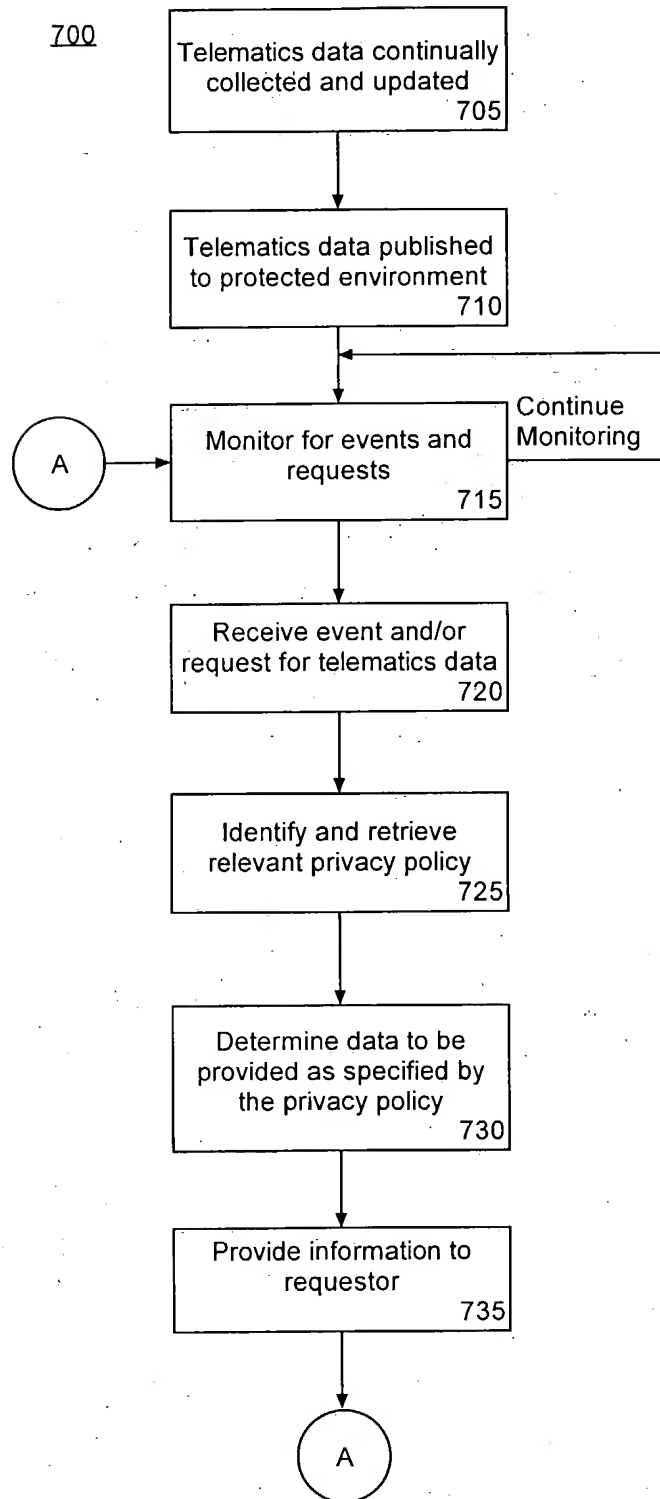 700
Telematics data continually
collected and updated
705
Telematics data published
to protected environment
710
Continue
Monitoring
A
Monitor for events and
requests
715
Receive event and/or
request for telematics data
720
Identify and retrieve
relevant privacy policy
725
Determine data to be
provided as specified by
the privacy policy
730
Provide information to
requestor
735
A